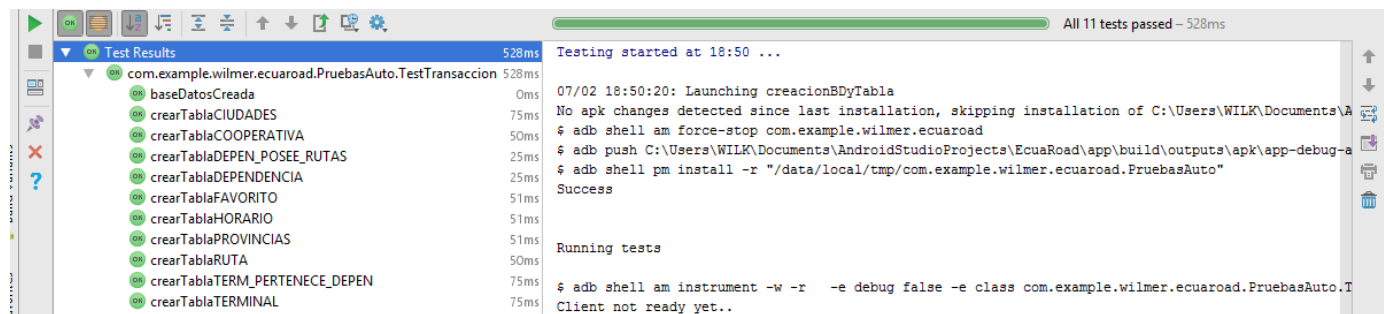 All 11 tests passed – 528ms
Test Results 528ms
com.example.wilmer.ecuaroad.PruebasAuto.TestTransaccion 528ms
baseDatosCreada 0ms
crearTablaCIUDADES 75ms
crearTablaCOOPERATIVA 50ms
crearTablaDEPEN_POSEE_RUTAS 25ms
crearTablaDEPENDENCIA 25ms
crearTablaFAVORITO 51ms
crearTablaHORARIO 51ms
crearTablaPROVINCIAS 51ms
crearTablaRUTA 50ms
crearTablaTERM_PERTENECE_DEPEN 75ms
crearTablaTERMINAL 75ms
Testing started at 18:50 ...
07/02 18:50:20: Launching creacionBDyTabla
No apk changes detected since last installation, skipping installation of C:\Users\WILK\Documents\A
$ adb shell am force-stop com.example.wilmer.ecuaroad
$ adb push C:\Users\WILK\Documents\AndroidStudioProjects\EcuaRoad\app\build\outputs\apk\app-debug-a
$ adb shell pm install -r "/data/local/tmp/com.example.wilmer.ecuaroad.PruebasAuto"
Success
Running tests
$ adb shell am instrument -w -r   -e debug false -e class com.example.wilmer.ecuaroad.PruebasAuto.T
Client not ready yet..